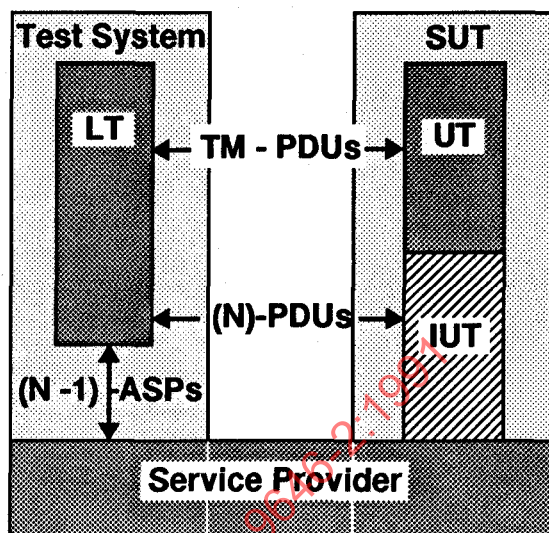 Test System
SUT
LT
UT
TM - PDUs
(N)-PDUs
IUT
(N -1) -ASPs
Service Provider
9646-2:1991